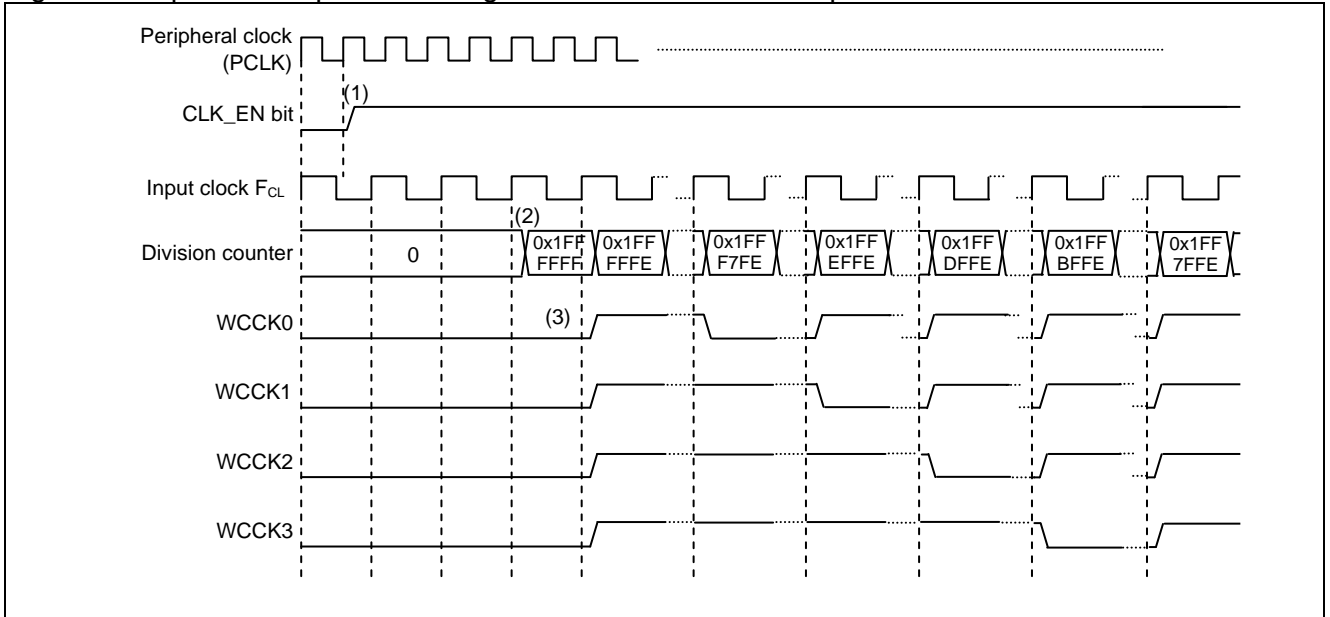 Peripheral clock
(PCLK)
(1)
CLK_EN bit
Input clock FCL
(2)
Division counter
0
0x1FF
FFFF
0x1FF
FFFE
0x1FF
F7FE
0x1FF
EFFE
0x1FF
DFFE
0x1FF
BFFE
0x1FF
7FFE
WCCK0
(3)
WCCK1
WCCK2
WCCK3